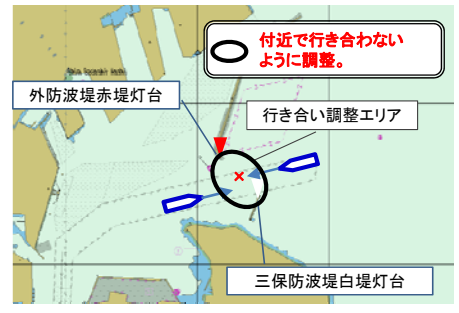 付近で行き合わない
ように調整。
外防波堤赤堤灯台
行き合い調整エリア
三保防波堤白堤灯台